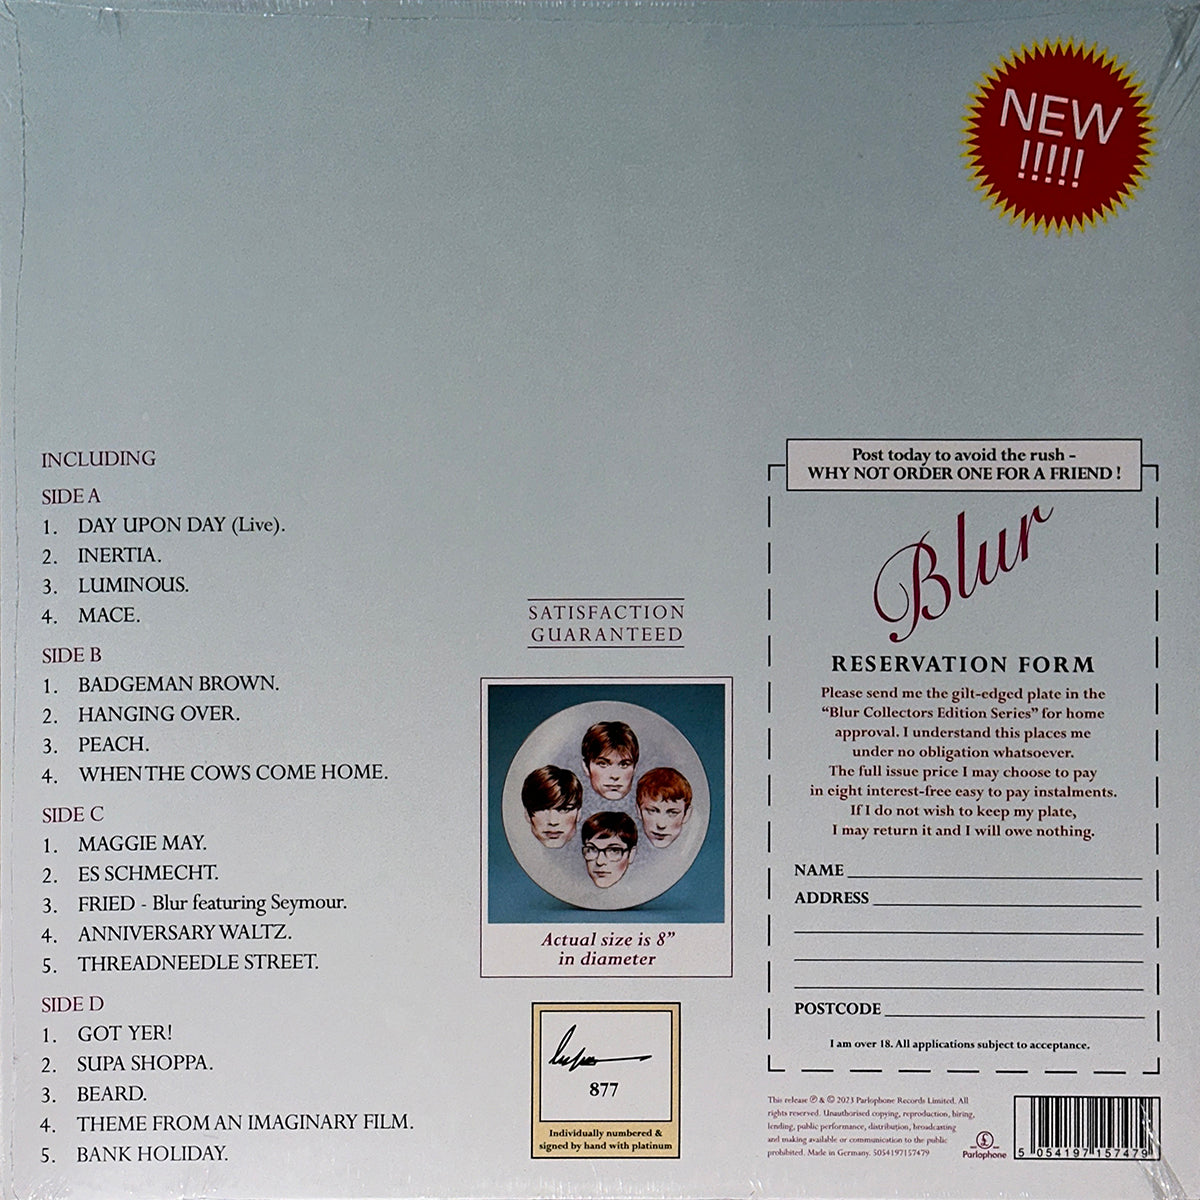 NEW
!!!!!
INCLUDING
SIDE A
1. DAY UPON DAY (Live).
2. INERTIA.
3. LUMINOUS.
4. MACE.
SIDE B
1. BADGEMAN BROWN.
2. HANGING OVER.
3. PEACH.
4. WHEN THE COWS COME HOME.
SIDE C
1. MAGGIE MAY.
2. ES SCHMECHT.
3. FRIED - Blur featuring Seymour.
4. ANNIVERSARY WALTZ.
5. THREADNEEDLE STREET.
SIDE D
1. GOT YER!
2. SUPA SHOPPA.
3. BEARD.
4. THEME FROM AN IMAGINARY FILM.
5. BANK HOLIDAY.
SATISFACTION
GUARANTEED
Actual size is 8”
in diameter
877
Individually numbered &
signed by hand with platinum
Post today to avoid the rush -
WHY NOT ORDER ONE FOR A FRIEND !
Blur
RESERVATION FORM
Please send me the gilt-edged plate in the
“Blur Collectors Edition Series” for home
approval. I understand this places me
under no obligation whatsoever.
The full issue price I may choose to pay
in eight interest-free easy to pay instalments.
If I do not wish to keep my plate,
I may return it and I will owe nothing.
NAME
ADDRESS
POSTCODE
I am over 18. All applications subject to acceptance.
This release ℗ & © 2023 Parlophone Records Limited. All
rights reserved. Unauthorised copying, reproduction, hiring,
lending, public performance, distribution, broadcasting
and making available or communication to the public
prohibited. Made in Germany. 5054197157479
Parlophone
5 054197 157479